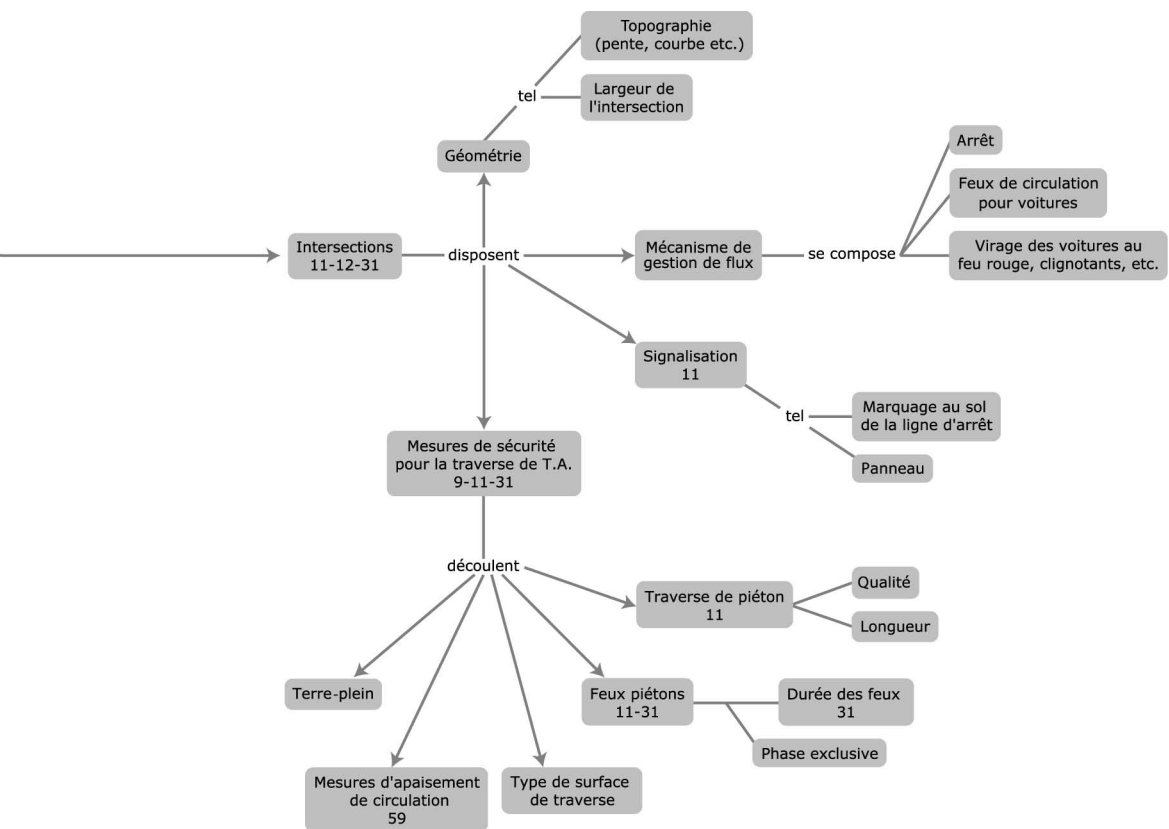 Topographie
(pente, courbe etc.)
tel
Largeur de
l'intersection
Géométrie
Arrêt
Feux de circulation
pour voitures
Intersections
11-12-31
disposent
Mécanisme de
gestion de flux
se compose
Virage des voitures au
feu rouge, clignotants, etc.
Signalisation
11
tel
Marquage au sol
de la ligne d'arrêt
Panneau
Mesures de sécurité
pour la traverse de T.A.
9-11-31
découlent
Traverse de piéton
11
Qualité
Longueur
Terre-plein
Feux piétons
11-31
Durée des feux
31
Phase exclusive
Mesures d'apaisement
de circulation
59
Type de surface
de traverse